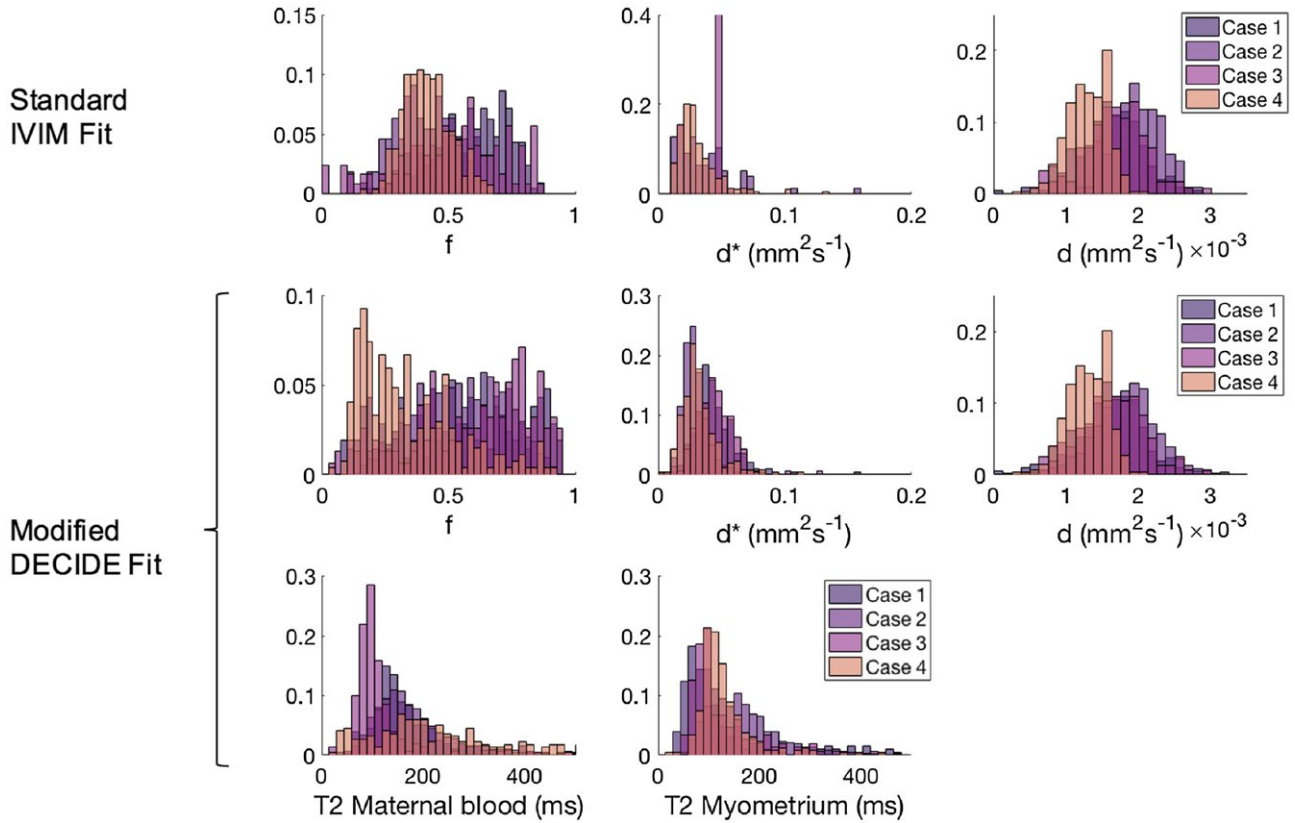 Standard
IVIM Fit
0.15
0.1
0.05
0
0
0.5
1
f
0.4
0.2
0
0
0.1
0.2
d* (mm²s⁻¹)
0.2
0.1
0
0
1
2
3
d (mm²s⁻¹) ×10⁻³
Case 1
Case 2
Case 3
Case 4
Modified
DECIDE Fit
0.1
0.05
0
0
0.5
1
f
0.3
0.2
0.1
0
0
0.1
0.2
d* (mm²s⁻¹)
0.2
0.1
0
0
1
2
3
d (mm²s⁻¹) ×10⁻³
Case 1
Case 2
Case 3
Case 4
0.3
0.2
0.1
0
0
200
400
T2 Maternal blood (ms)
0.3
0.2
0.1
0
0
200
400
T2 Myometrium (ms)
Case 1
Case 2
Case 3
Case 4